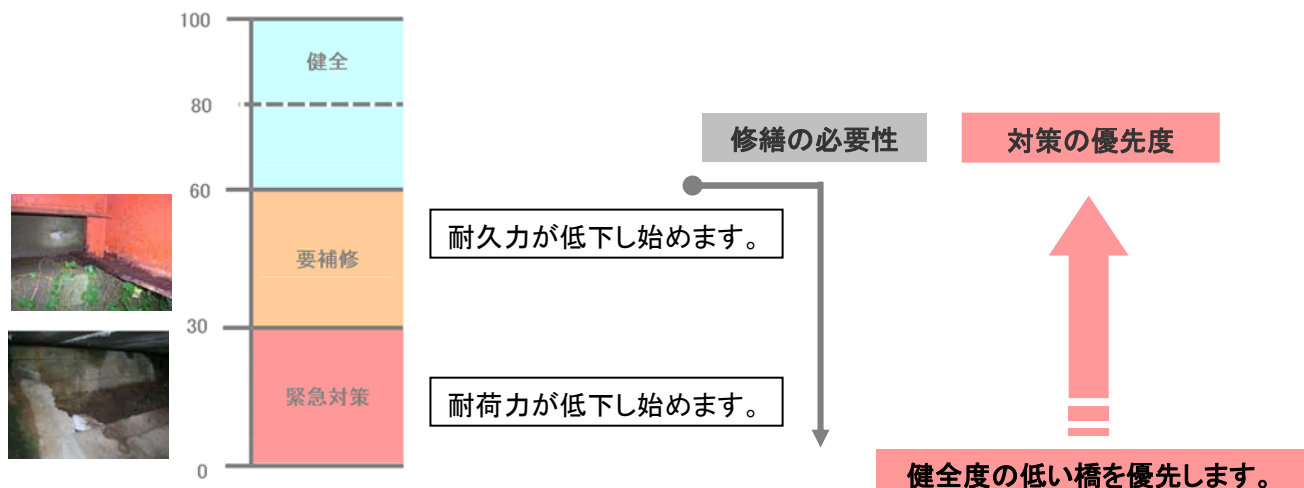 100
健全
80
修繕の必要性
対策の優先度
60
耐久力が低下し始めます。
要補修
30
緊急対策
耐荷力が低下し始めます。
0
健全度の低い橋を優先します。